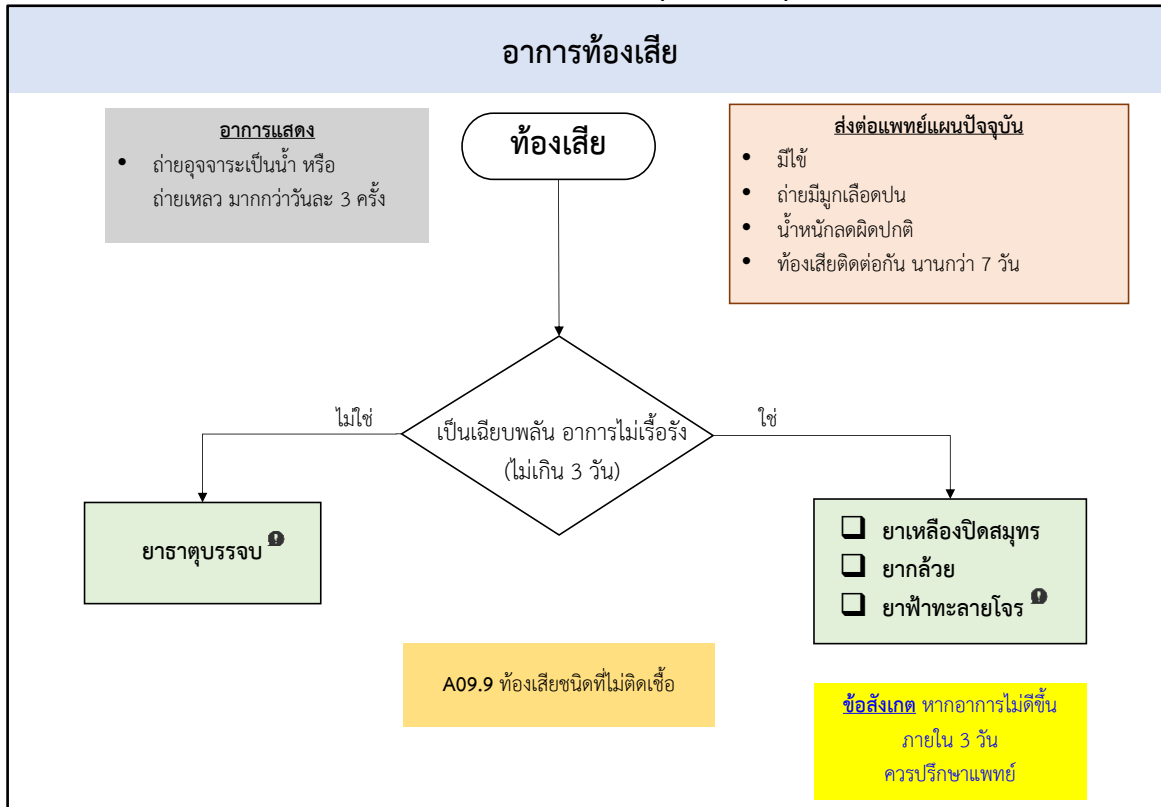 อาการท้องเสีย
อาการแสดง
• ถ่ายอุจจาระเป็นน้ำ หรือ
ถ่ายเหลว มากกว่าวันละ 3 ครั้ง
ท้องเสีย
ส่งต่อแพทย์แผนปัจจุบัน
• มีไข้
• ถ่ายมีมูกเลือดปน
• น้ำหนักลดผิดปกติ
• ท้องเสียติดต่อกัน นานกว่า 7 วัน
ไม่ใช่
เป็นเฉียบพลัน อาการไม่เรื้อรัง
(ไม่เกิน 3 วัน)
ใช่
ยาธาตุบรรจบ
❑ ยาเหลืองปิดสมุทร
❑ ยากล้วย
❑ ยาฟ้าทะลายโจร
A09.9 ท้องเสียชนิดที่ไม่ติดเชื้อ
ข้อสังเกต หากอาการไม่ดีขึ้น
ภายใน 3 วัน
ควรปรึกษาแพทย์